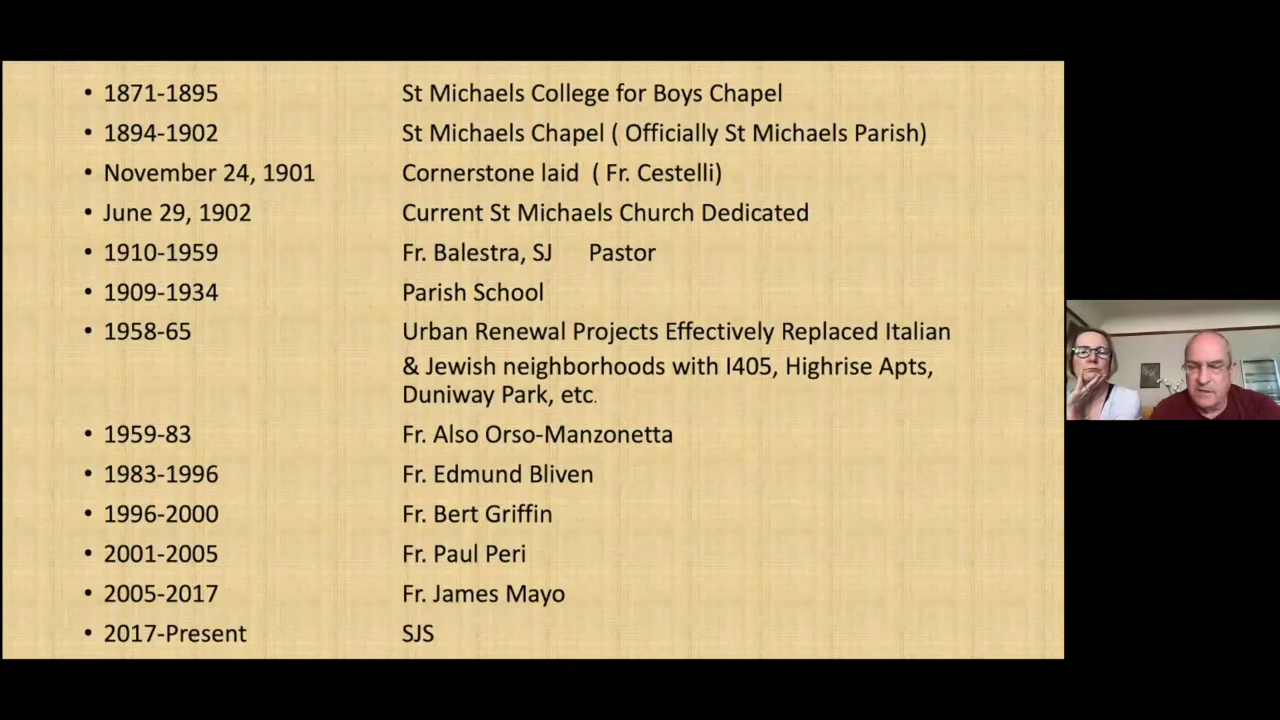 • 1871-1895 St Michaels College for Boys Chapel
• 1894-1902 St Michaels Chapel ( Officially St Michaels Parish)
• November 24, 1901 Cornerstone laid ( Fr. Cestelli)
• June 29, 1902 Current St Michaels Church Dedicated
• 1910-1959 Fr. Balestra, SJ Pastor
• 1909-1934 Parish School
• 1958-65 Urban Renewal Projects Effectively Replaced Italian
& Jewish neighborhoods with I405, Highrise Apts,
Duniway Park, etc.
• 1959-83 Fr. Also Orso-Manzonetta
• 1983-1996 Fr. Edmund Bliven
• 1996-2000 Fr. Bert Griffin
• 2001-2005 Fr. Paul Peri
• 2005-2017 Fr. James Mayo
• 2017-Present SJS